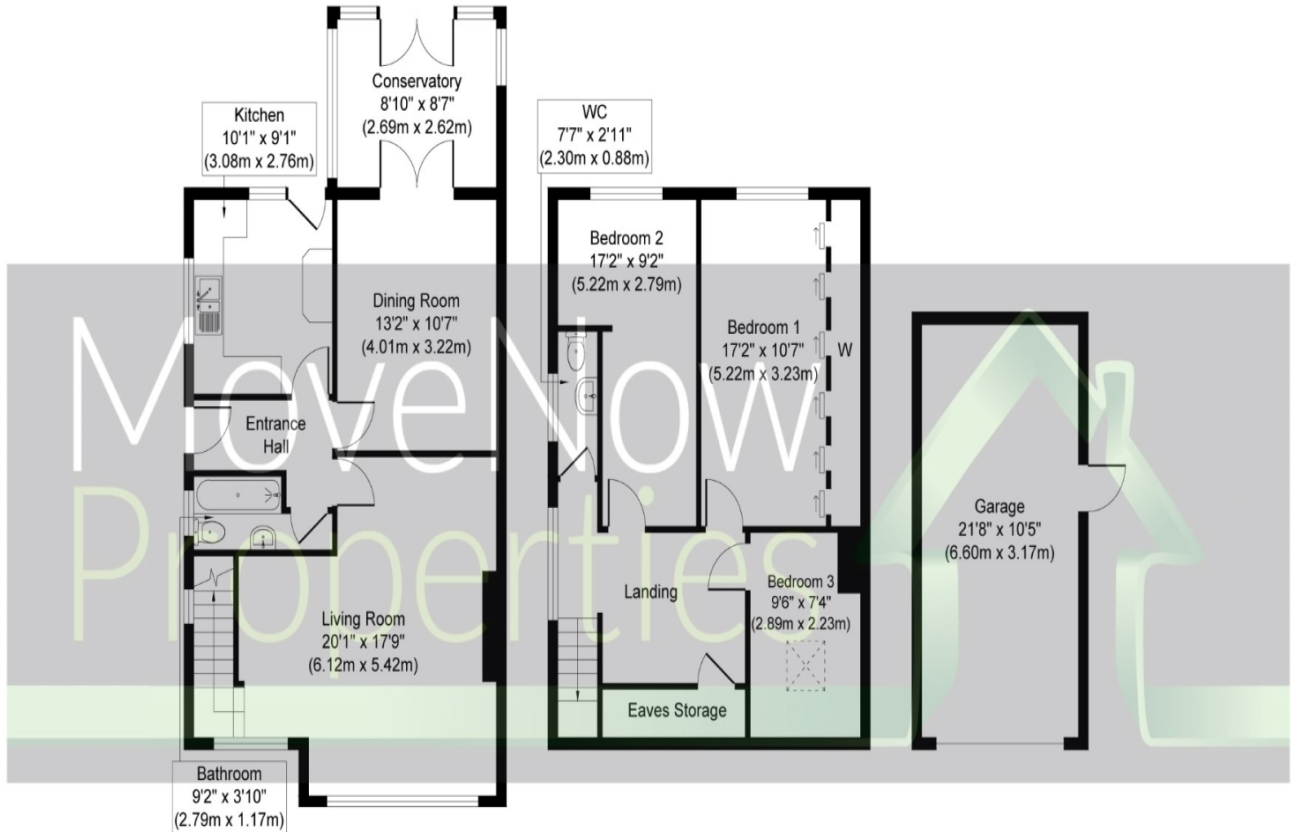 Conservatory
8'10" x 8'7"
(2.69m x 2.62m)
Kitchen
10'1" x 9'1"
(3.08m x 2.76m)
WC
7'7" x 2'11"
(2.30m x 0.88m)
Bedroom 2
17'2" x 9'2"
(5.22m x 2.79m)
Dining Room
13'2" x 10'7"
(4.01m x 3.22m)
Bedroom 1
17'2" x 10'7"
(5.22m x 3.23m)
W
MoveNow
Properties
Entrance
Hall
Garage
21'8" x 10'5"
(6.60m x 3.17m)
Landing
Bedroom 3
9'6" x 7'4"
(2.89m x 2.23m)
Living Room
20'1" x 17'9"
(6.12m x 5.42m)
Eaves Storage
Bathroom
9'2" x 3'10"
(2.79m x 1.17m)